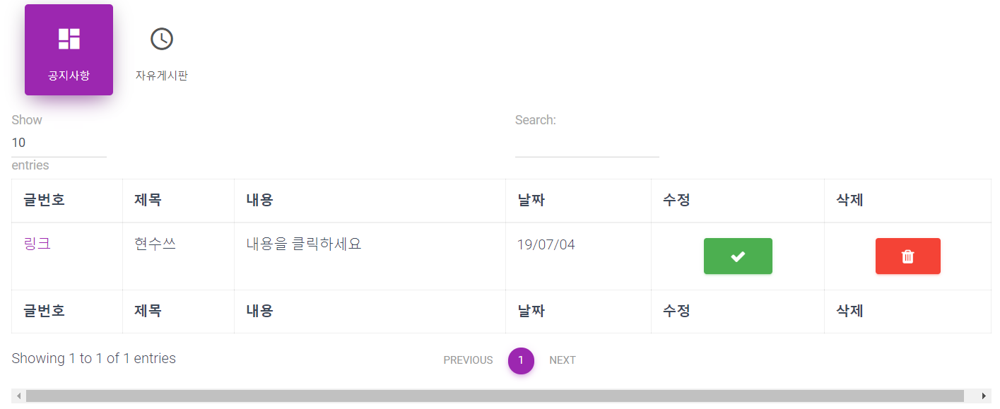 공지사항 자유게시판
Show Search:
10
entries
글번호 제목 내용 날짜 수정 삭제
링크 현수쓰 내용을 클릭하세요 19/07/04
글번호 제목 내용 날짜 수정 삭제
Showing 1 to 1 of 1 entries PREVIOUS 1 NEXT